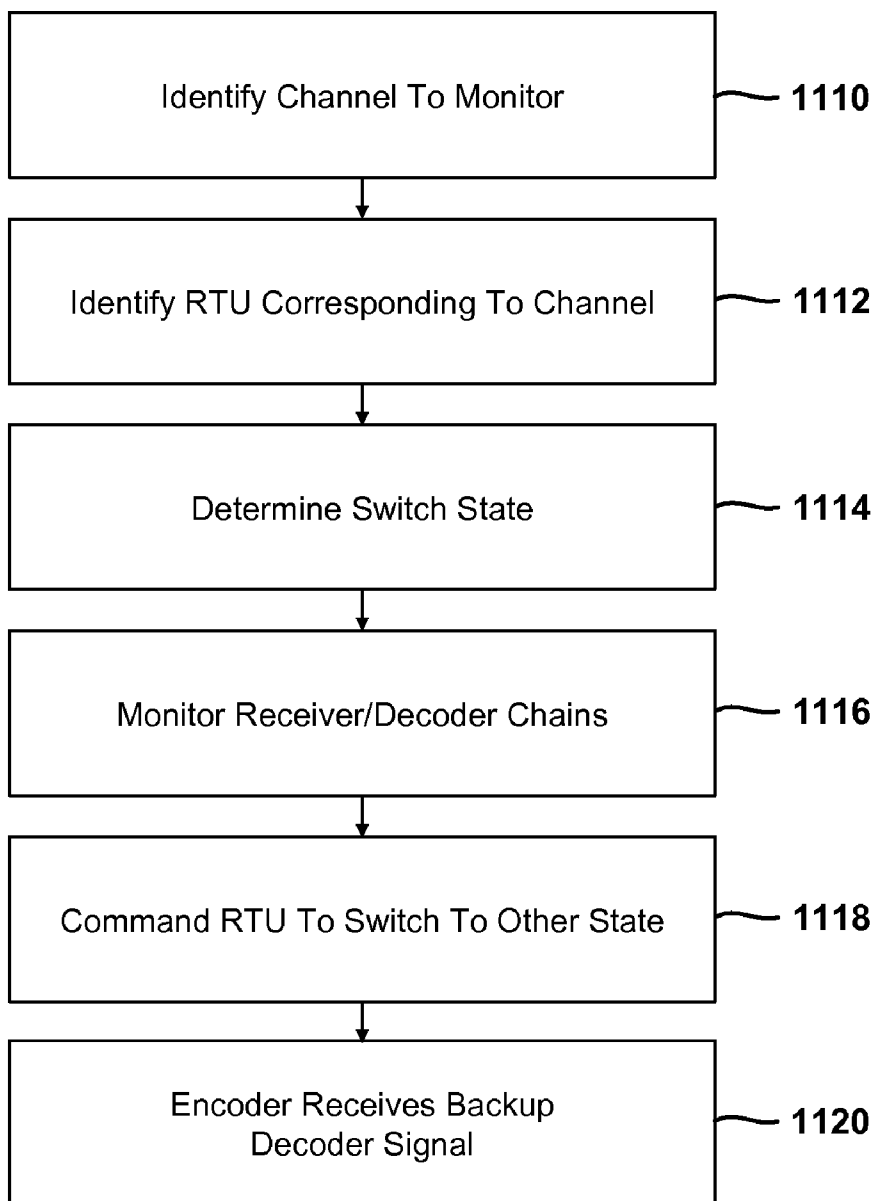 Identify Channel To Monitor
1110
Identify RTU Corresponding To Channel
1112
Determine Switch State
1114
Monitor Receiver/Decoder Chains
1116
Command RTU To Switch To Other State
1118
Encoder Receives Backup
Decoder Signal
1120